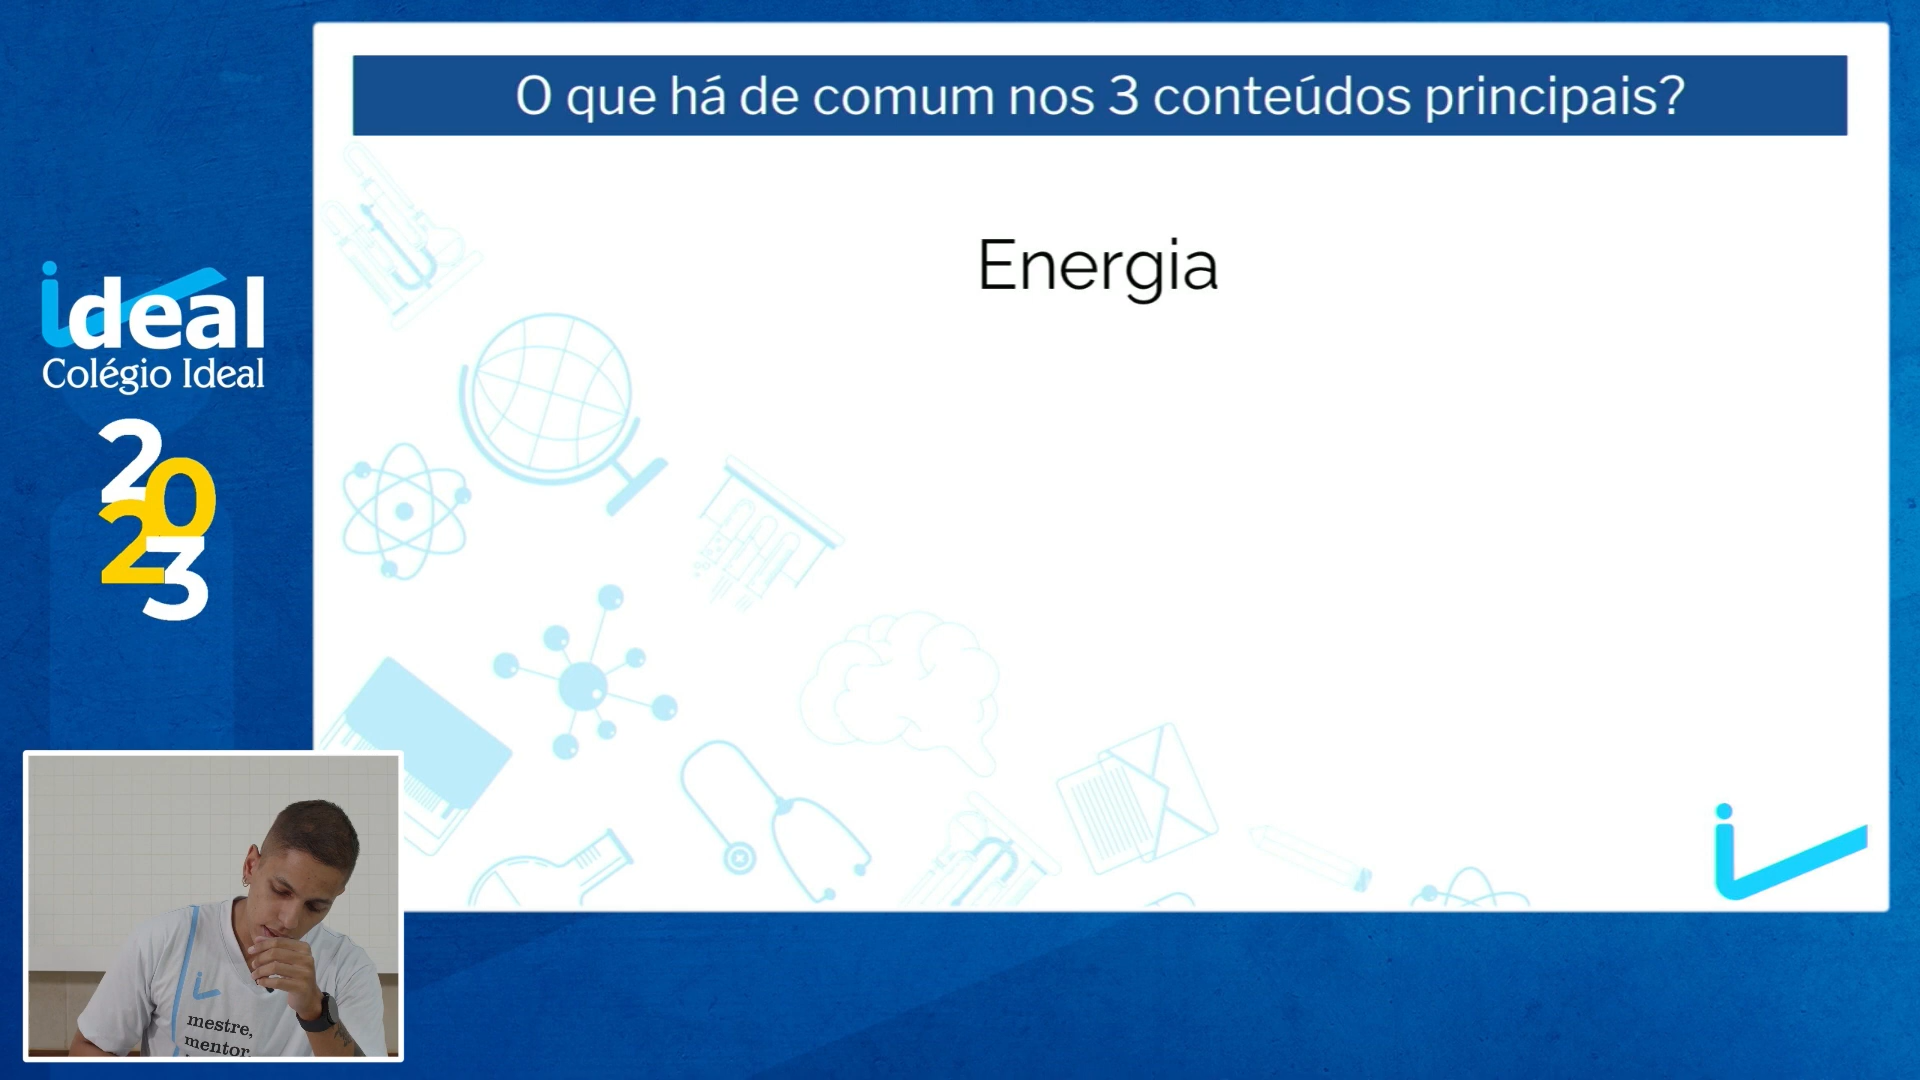 O que há de comum nos 3 conteúdos principais?
Energia
ideal
Colégio Ideal
2023
mestre,
mentor